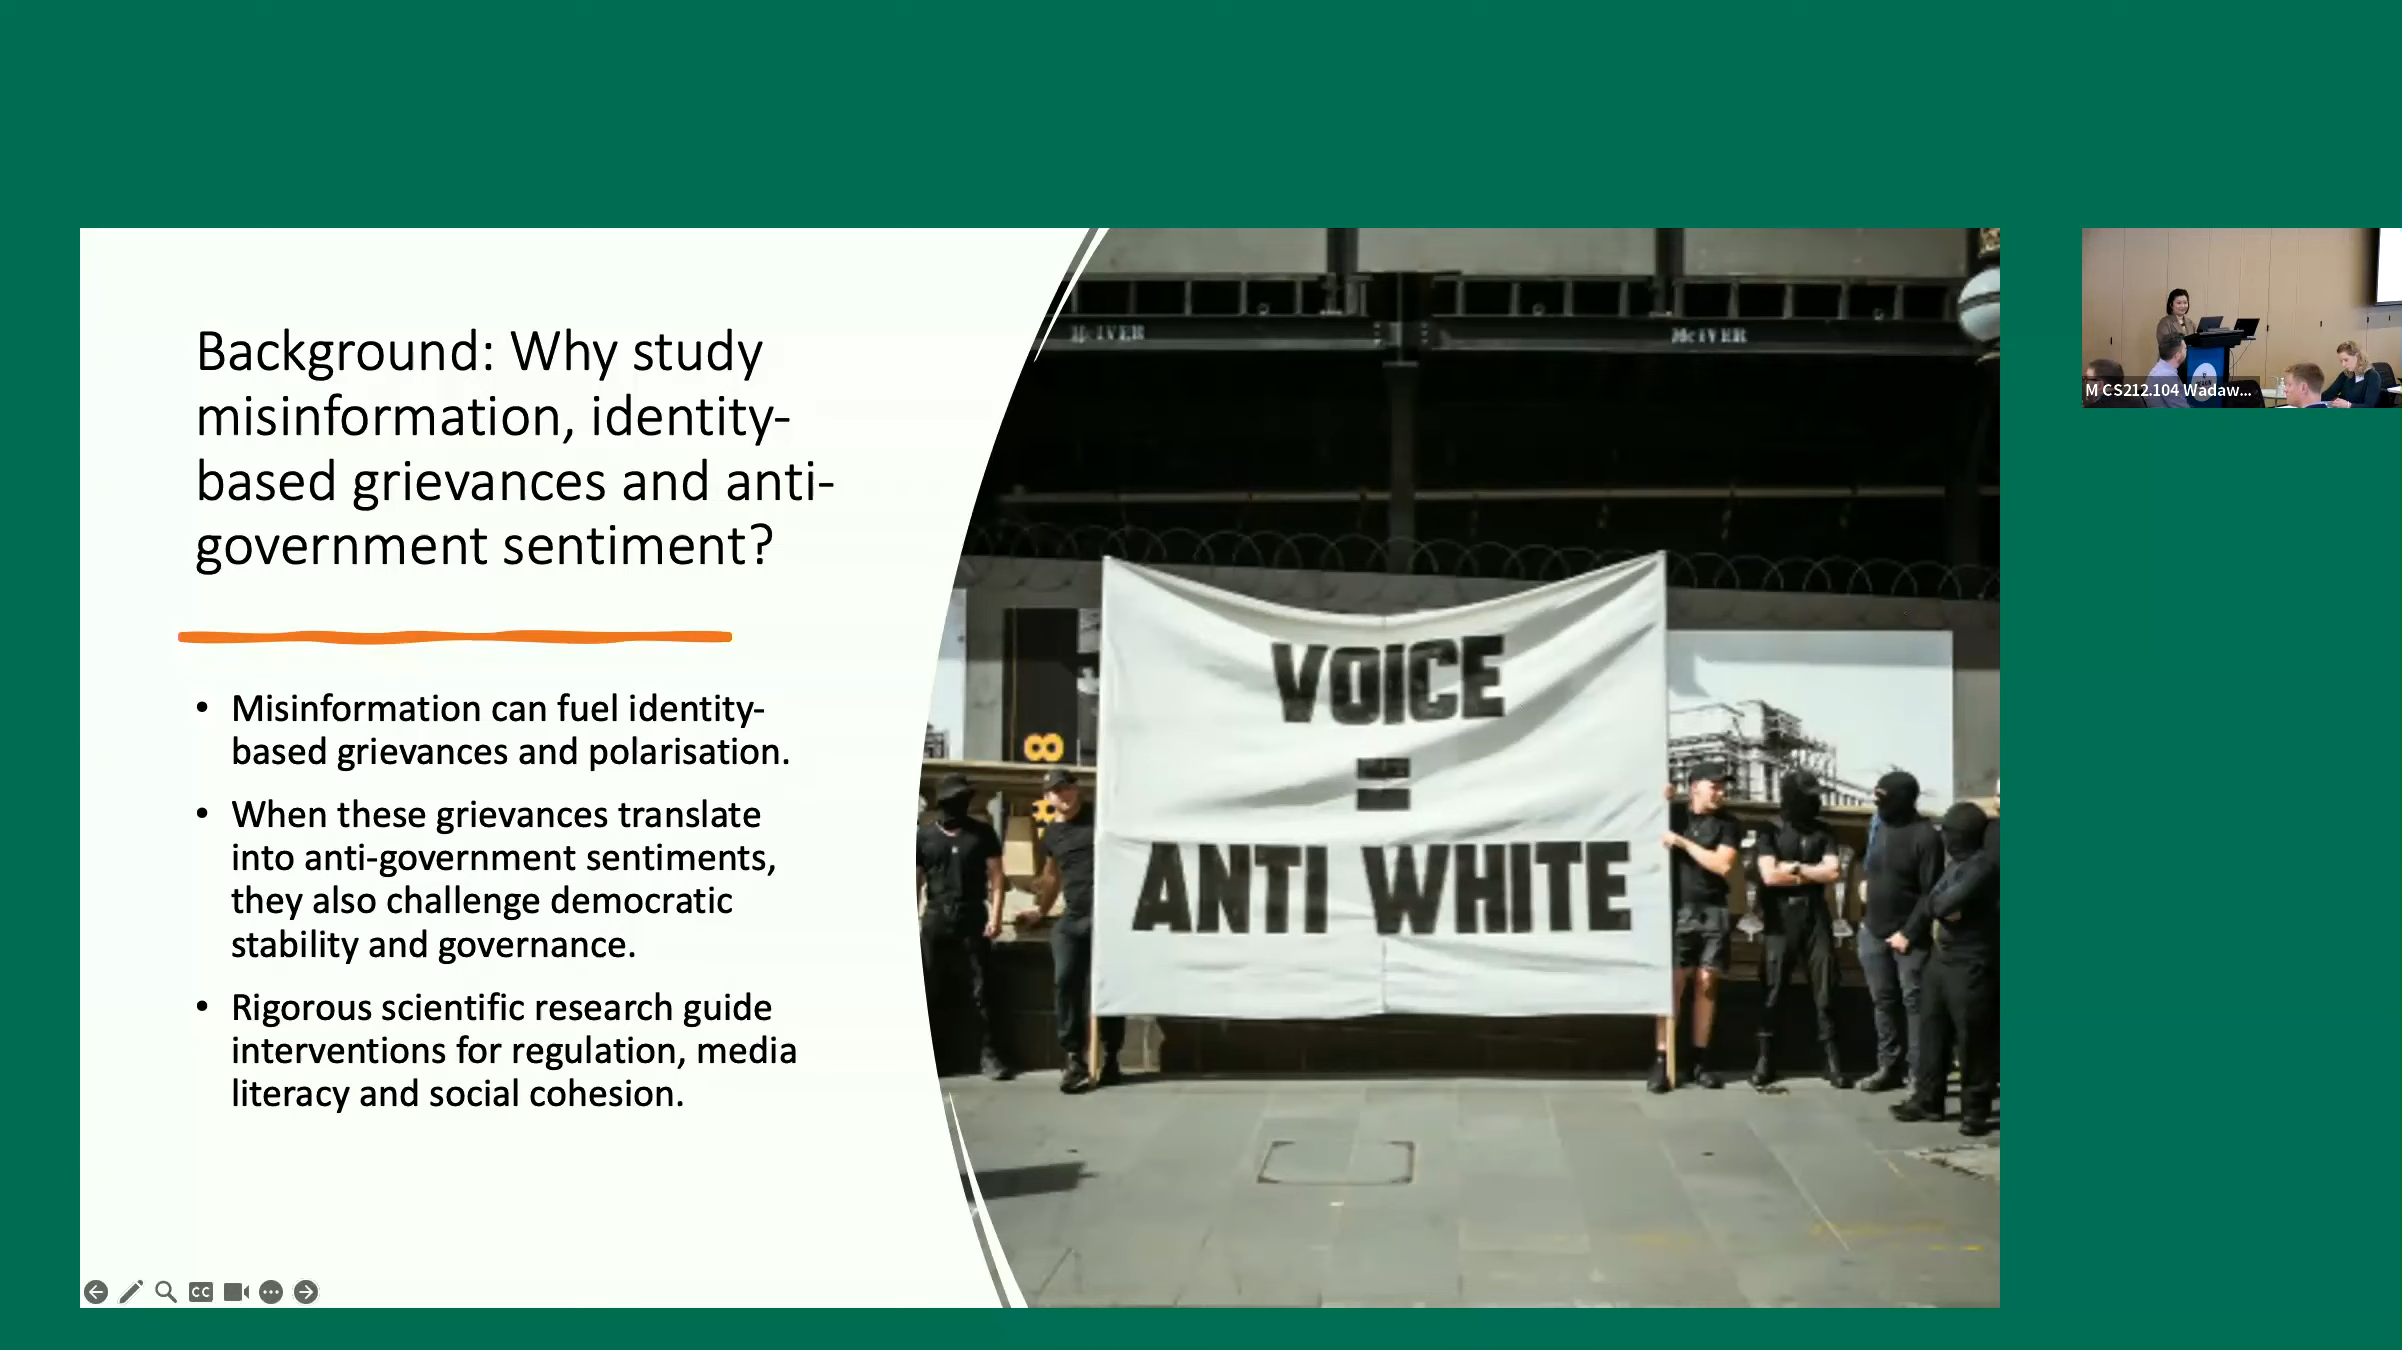 Background: Why study
misinformation, identity-
based grievances and anti-
government sentiment?
• Misinformation can fuel identity-
based grievances and polarisation.
• When these grievances translate
into anti-government sentiments,
they also challenge democratic
stability and governance.
• Rigorous scientific research guide
interventions for regulation, media
literacy and social cohesion.
McIVER
McIVER
VOICE
=
ANTI WHITE
CC
M CS212.104 Wadaw...